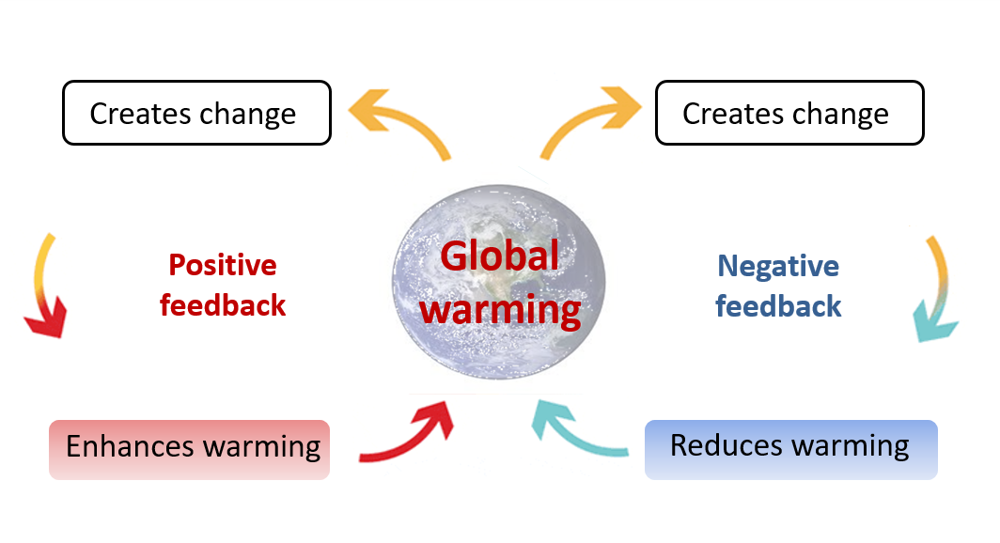 Creates change
Creates change
Positive
feedback
Global
warming
Negative
feedback
Enhances warming
Reduces warming